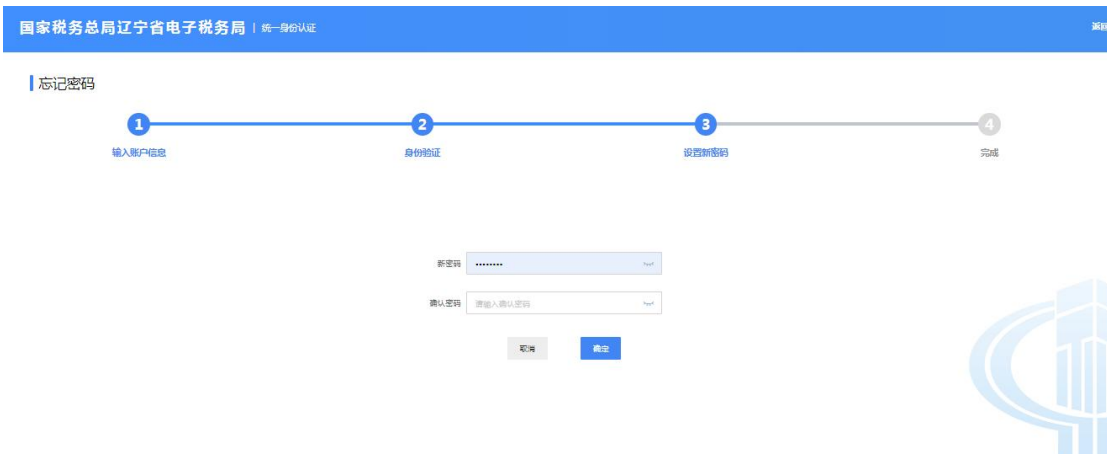 国家税务总局辽宁省电子税务局 | 统一身份认证
忘记密码
1 2 3 4
输入账户信息 身份验证 设置新密码 完成
新密码 ••••••••
确认密码 请输入确认密码
取消 确定